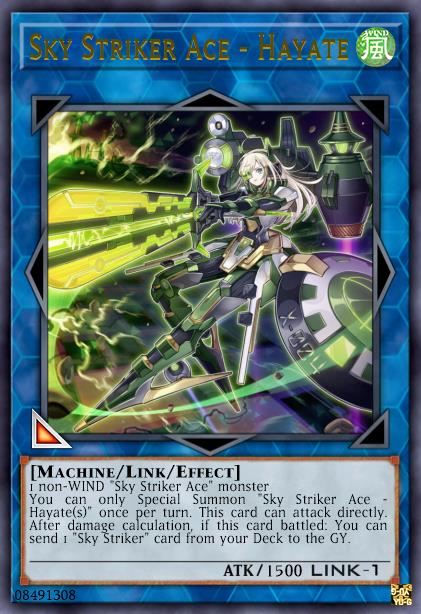 SKY STRIKER ACE - HAYATE
WIND
風
[MACHINE/LINK/EFFECT]
1 non-WIND "Sky Striker Ace" monster
You can only Special Summon "Sky Striker Ace -
Hayate(s)" once per turn. This card can attack directly.
After damage calculation, if this card battled: You can
send 1 "Sky Striker" card from your Deck to the GY.
ATK/1500 LINK-1
08491308